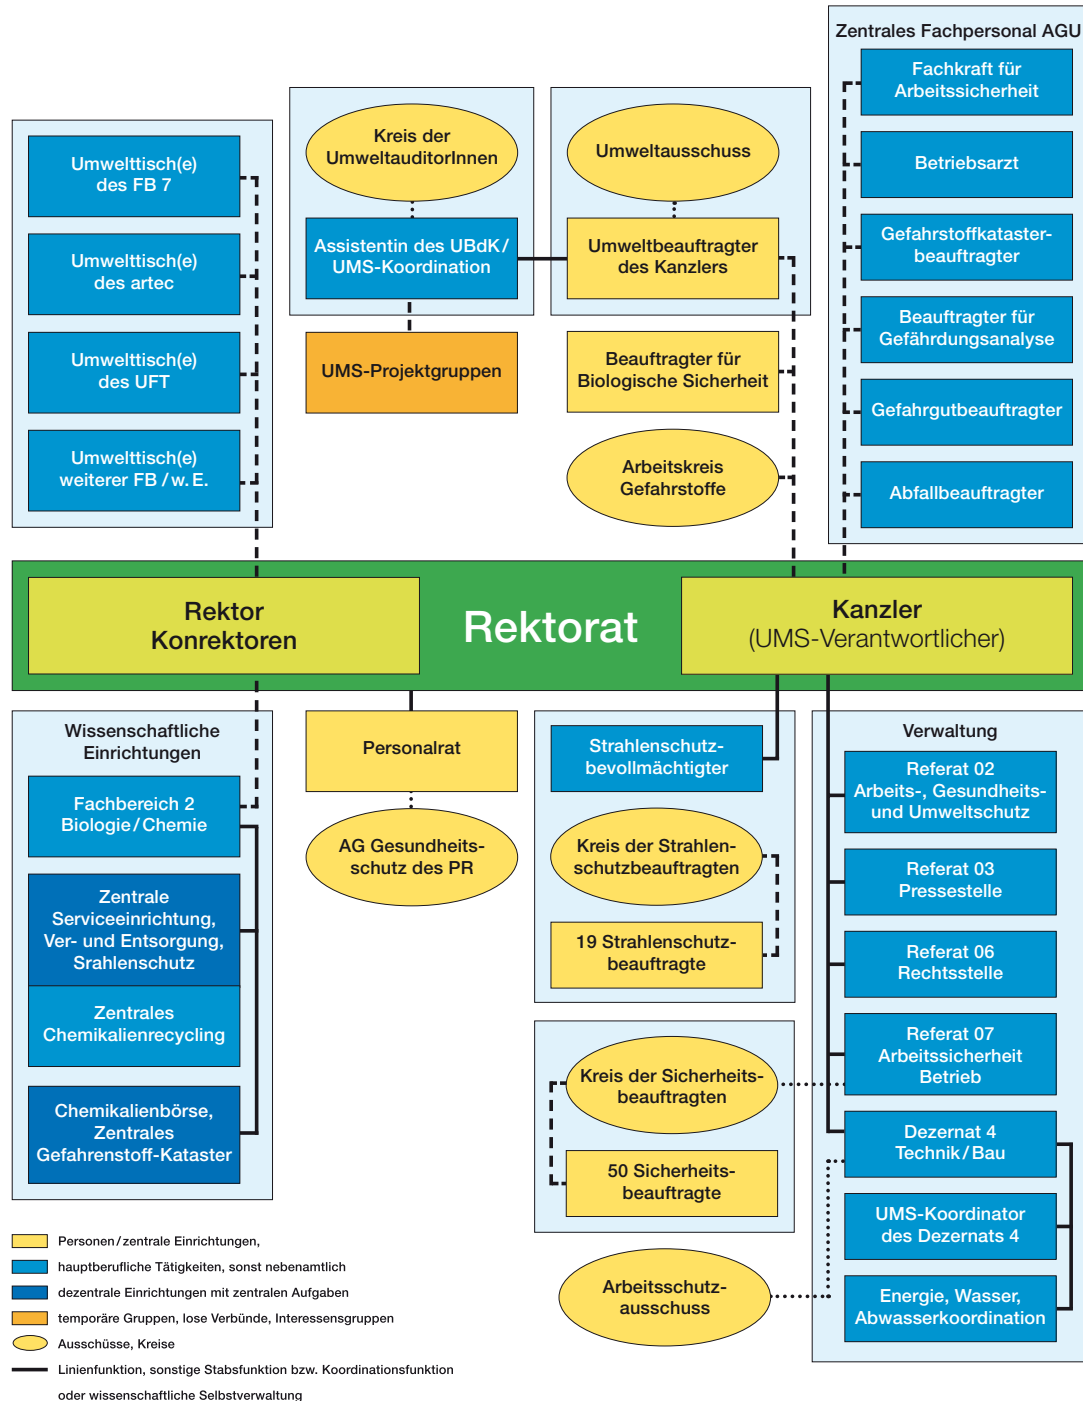 Zentrales Fachpersonal AGU
Fachkraft für
Arbeitssicherheit
Betriebsarzt
Gefahrstoffkataster-
beauftragter
Beauftragter für
Gefährdungsanalyse
Gefahrgutbeauftragter
Abfallbeauftragter
Kreis der
UmweltauditorInnen
Assistentin des UBdK/
UMS-Koordination
UMS-Projektgruppen
Umweltausschuss
Umweltbeauftragter
des Kanzlers
Beauftragter für
Biologische Sicherheit
Arbeitskreis
Gefahrstoffe
Umwelttisch(e)
des FB 7
Umwelttisch(e)
des artec
Umwelttisch(e)
des UFT
Umwelttisch(e)
weiterer FB/w.E.
Rektor
Konrektoren
Rektorat
Kanzler
(UMS-Verantwortlicher)
Wissenschaftliche
Einrichtungen
Fachbereich 2
Biologie/Chemie
Zentrale
Serviceeinrichtung,
Ver- und Entsorgung,
Srahlenschutz
Zentrales
Chemikalienrecycling
Chemikalienbörse,
Zentrales
Gefahrenstoff-Kataster
Personalrat
AG Gesundheits-
schutz des PR
Strahlenschutz-
bevollmächtigter
Kreis der Strahlen-
schutzbeauftragten
19 Strahlenschutz-
beauftragte
Kreis der Sicherheits-
beauftragten
50 Sicherheits-
beauftragte
Arbeitsschutz-
ausschuss
Verwaltung
Referat 02
Arbeits-, Gesundheits-
und Umweltschutz
Referat 03
Pressestelle
Referat 06
Rechtsstelle
Referat 07
Arbeitssicherheit
Betrieb
Dezernat 4
Technik/Bau
UMS-Koordinator
des Dezernats 4
Energie, Wasser,
Abwasserkoordination
Personen/zentrale Einrichtungen,
hauptberufliche Tätigkeiten, sonst nebenamtlich
dezentrale Einrichtungen mit zentralen Aufgaben
temporäre Gruppen, lose Verbünde, Interessensgruppen
Ausschüsse, Kreise
Linienfunktion, sonstige Stabsfunktion bzw. Koordinationsfunktion
oder wissenschaftliche Selbstverwaltung